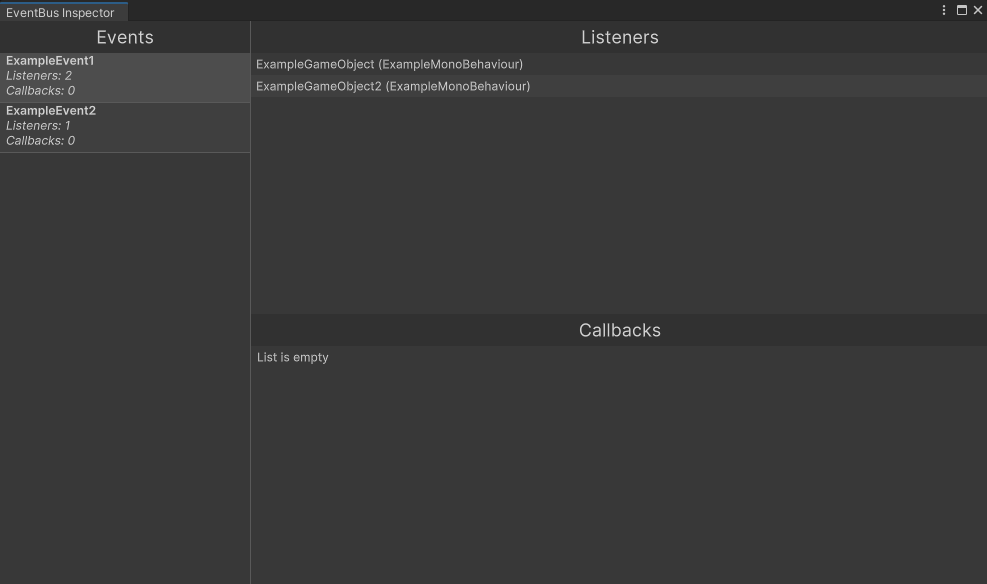 EventBus Inspector
Events
ExampleEvent1
Listeners: 2
Callbacks: 0
ExampleEvent2
Listeners: 1
Callbacks: 0
Listeners
ExampleGameObject (ExampleMonoBehaviour)
ExampleGameObject2 (ExampleMonoBehaviour)
Callbacks
List is empty